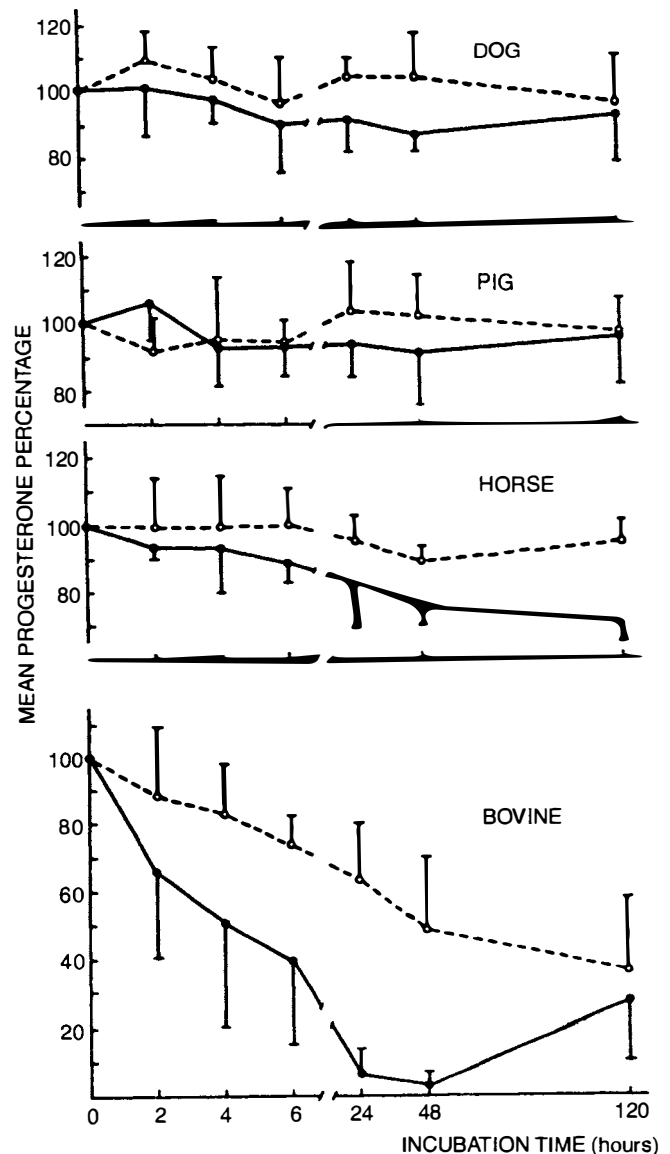 120
100
80
DOG
120
100
80
PIG
120
100
80
HORSE
100
80
60
40
20
BOVINE
0 2 4 6 24 48 120
INCUBATION TIME (hours)
MEAN PROGESTERONE PERCENTAGE